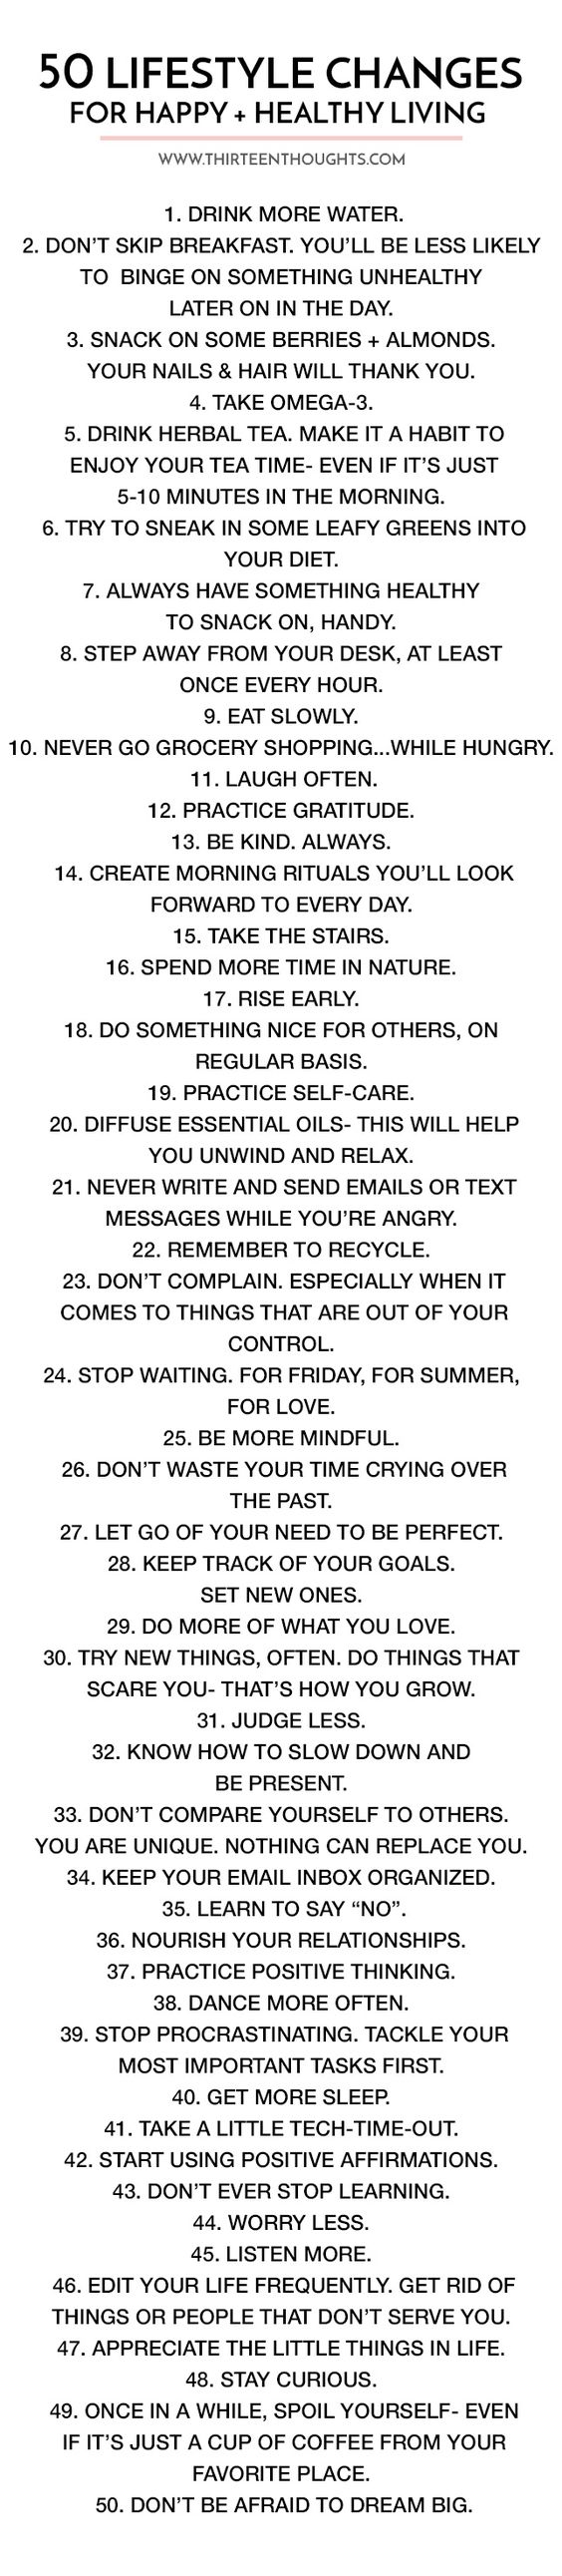 50 LIFESTYLE CHANGES
FOR HAPPY + HEALTHY LIVING
WWW.THIRTEENTHOUGHTS.COM
1. DRINK MORE WATER.
2. DON'T SKIP BREAKFAST. YOU'LL BE LESS LIKELY
TO  BINGE ON SOMETHING UNHEALTHY
LATER ON IN THE DAY.
3. SNACK ON SOME BERRIES + ALMONDS.
YOUR NAILS & HAIR WILL THANK YOU.
4. TAKE OMEGA-3.
5. DRINK HERBAL TEA. MAKE IT A HABIT TO
ENJOY YOUR TEA TIME- EVEN IF IT'S JUST
5-10 MINUTES IN THE MORNING.
6. TRY TO SNEAK IN SOME LEAFY GREENS INTO
YOUR DIET.
7. ALWAYS HAVE SOMETHING HEALTHY
TO SNACK ON, HANDY.
8. STEP AWAY FROM YOUR DESK, AT LEAST
ONCE EVERY HOUR.
9. EAT SLOWLY.
10. NEVER GO GROCERY SHOPPING...WHILE HUNGRY.
11. LAUGH OFTEN.
12. PRACTICE GRATITUDE.
13. BE KIND. ALWAYS.
14. CREATE MORNING RITUALS YOU'LL LOOK
FORWARD TO EVERY DAY.
15. TAKE THE STAIRS.
16. SPEND MORE TIME IN NATURE.
17. RISE EARLY.
18. DO SOMETHING NICE FOR OTHERS, ON
REGULAR BASIS.
19. PRACTICE SELF-CARE.
20. DIFFUSE ESSENTIAL OILS- THIS WILL HELP
YOU UNWIND AND RELAX.
21. NEVER WRITE AND SEND EMAILS OR TEXT
MESSAGES WHILE YOU'RE ANGRY.
22. REMEMBER TO RECYCLE.
23. DON'T COMPLAIN. ESPECIALLY WHEN IT
COMES TO THINGS THAT ARE OUT OF YOUR
CONTROL.
24. STOP WAITING. FOR FRIDAY, FOR SUMMER,
FOR LOVE.
25. BE MORE MINDFUL.
26. DON'T WASTE YOUR TIME CRYING OVER
THE PAST.
27. LET GO OF YOUR NEED TO BE PERFECT.
28. KEEP TRACK OF YOUR GOALS.
SET NEW ONES.
29. DO MORE OF WHAT YOU LOVE.
30. TRY NEW THINGS, OFTEN. DO THINGS THAT
SCARE YOU- THAT'S HOW YOU GROW.
31. JUDGE LESS.
32. KNOW HOW TO SLOW DOWN AND
BE PRESENT.
33. DON'T COMPARE YOURSELF TO OTHERS.
YOU ARE UNIQUE. NOTHING CAN REPLACE YOU.
34. KEEP YOUR EMAIL INBOX ORGANIZED.
35. LEARN TO SAY “NO”.
36. NOURISH YOUR RELATIONSHIPS.
37. PRACTICE POSITIVE THINKING.
38. DANCE MORE OFTEN.
39. STOP PROCRASTINATING. TACKLE YOUR
MOST IMPORTANT TASKS FIRST.
40. GET MORE SLEEP.
41. TAKE A LITTLE TECH-TIME-OUT.
42. START USING POSITIVE AFFIRMATIONS.
43. DON'T EVER STOP LEARNING.
44. WORRY LESS.
45. LISTEN MORE.
46. EDIT YOUR LIFE FREQUENTLY. GET RID OF
THINGS OR PEOPLE THAT DON'T SERVE YOU.
47. APPRECIATE THE LITTLE THINGS IN LIFE.
48. STAY CURIOUS.
49. ONCE IN A WHILE, SPOIL YOURSELF- EVEN
IF IT'S JUST A CUP OF COFFEE FROM YOUR
FAVORITE PLACE.
50. DON'T BE AFRAID TO DREAM BIG.